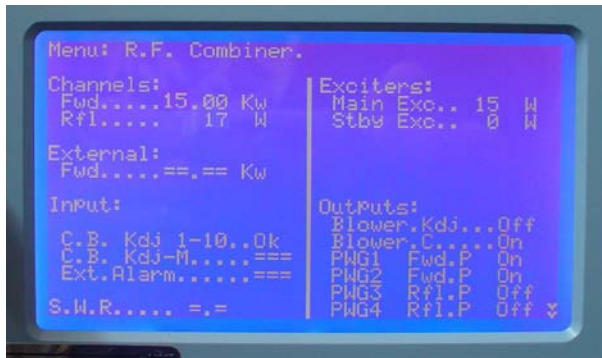 Menu: R.F. Combiner.
Channels:
Fwd.....15.00 Kw
Rfl..... 17 W
External:
Fwd.....==.== Kw
Input:
C.B. Kdj 1-10..Ok
C.B. Kdj-M.....===
Ext.Alarm......===
S.W.R..... =.=
Exciters:
Main Exc.. 15 W
Stby Exc.. 0 W
Outputs:
Blower.Kdj...Off
Blower.C.....On
PWG1 Fwd.P On
PWG2 Fwd.P On
PWG3 Rfl.P Off
PWG4 Rfl.P Off